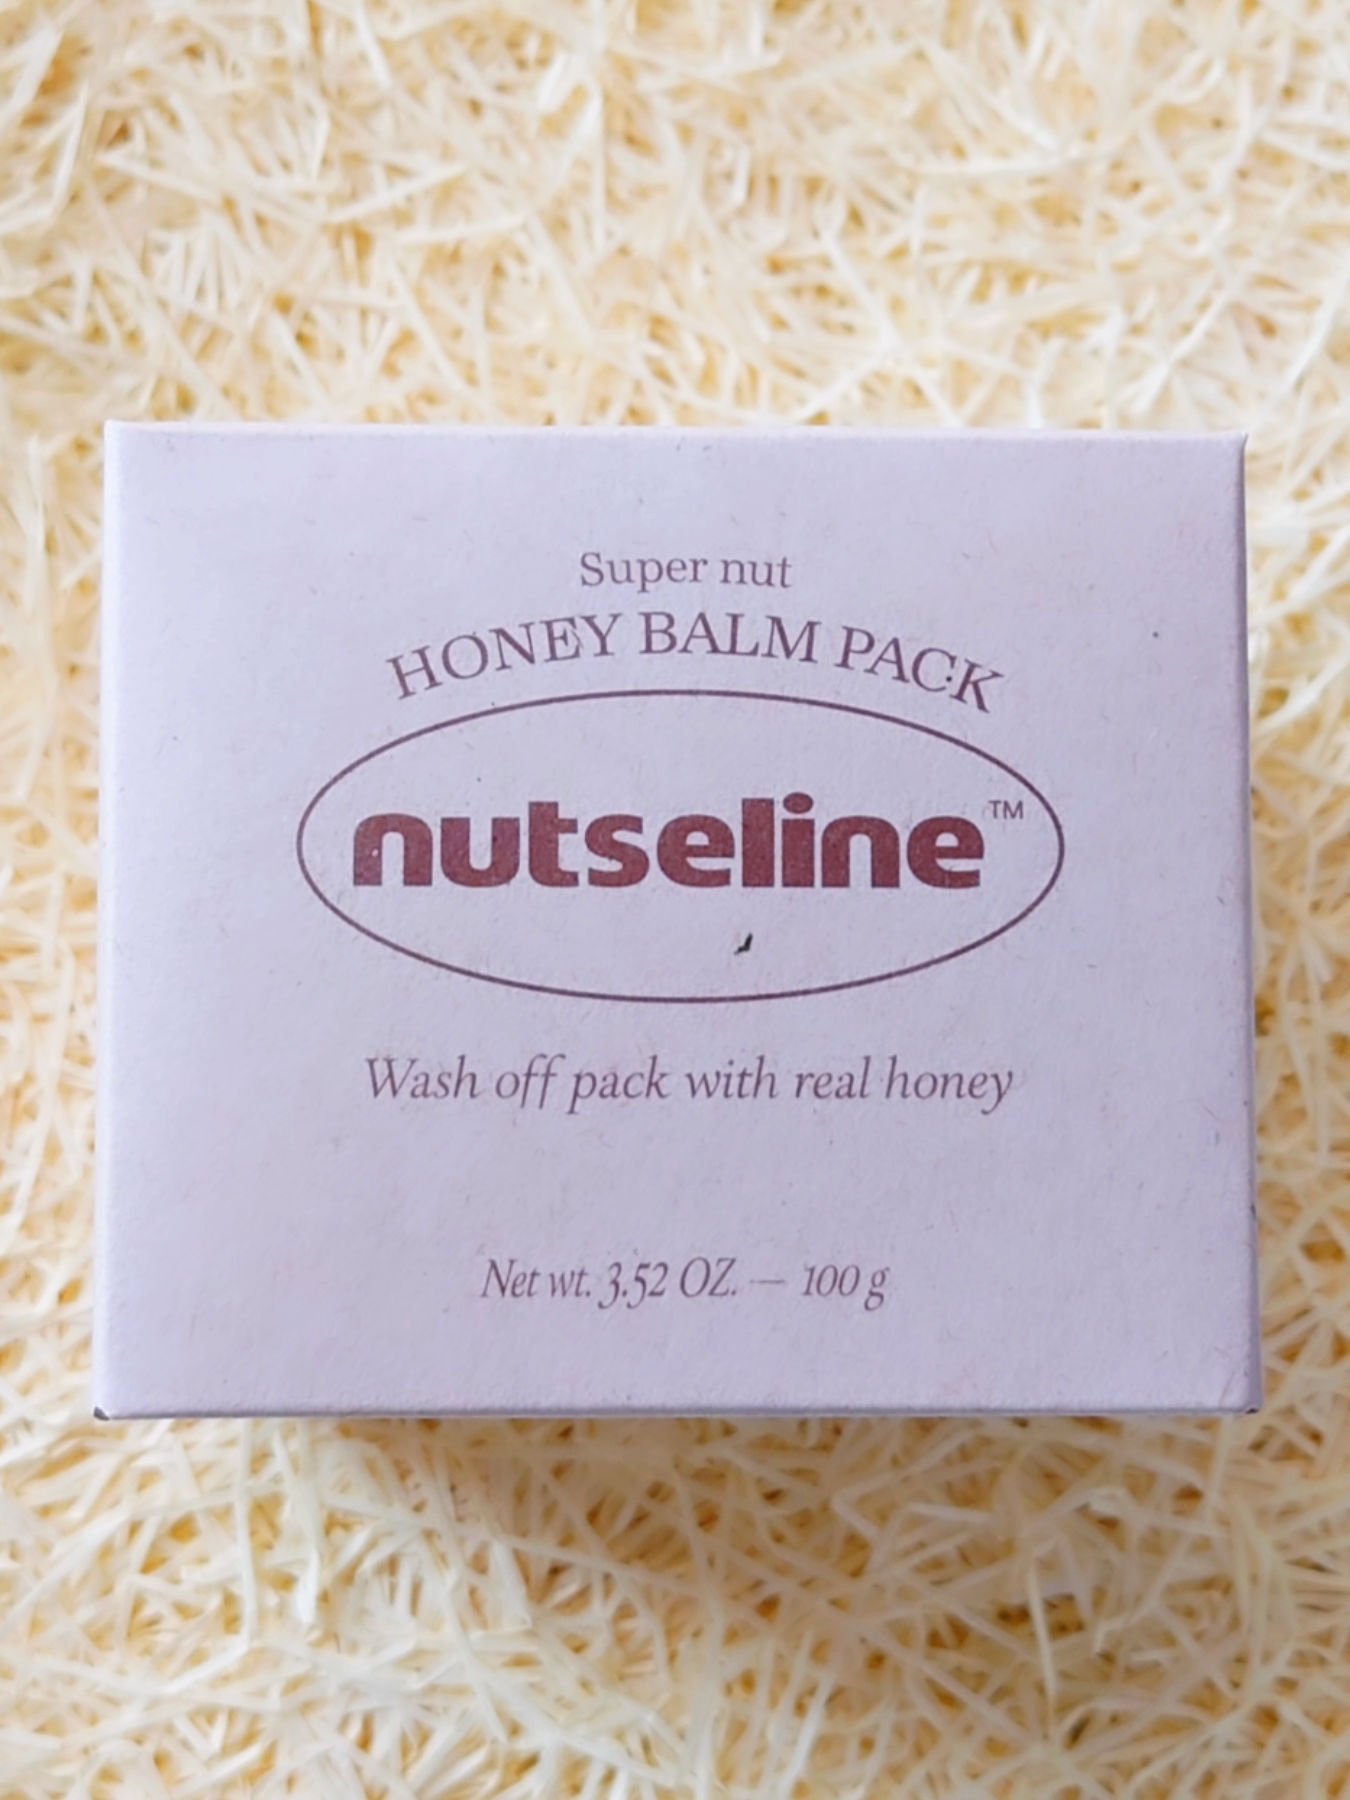 Super nut
HONEY BALM PACK
nutseline™
Wash off pack with real honey
Net wt. 3.52 OZ. — 100 g